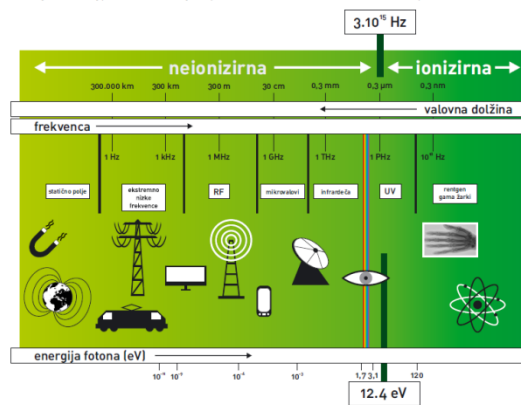 3.10¹⁵ Hz
neionizirna
ionizirna
300.000 km 300 km 300 m 30 cm 0,3 mm 0,3 µm 0,3 nm
valovna dolžina
frekvenca
1 Hz 1 kHz 1 MHz 1 GHz 1 THz 1 PHz
statično polje
ekstremno
nizke
frekvence
RF
mikrovalovi
infrardeča
UV
rentgen
gama žarki
energija fotona (eV)
1,7 3,1 120
12.4 eV